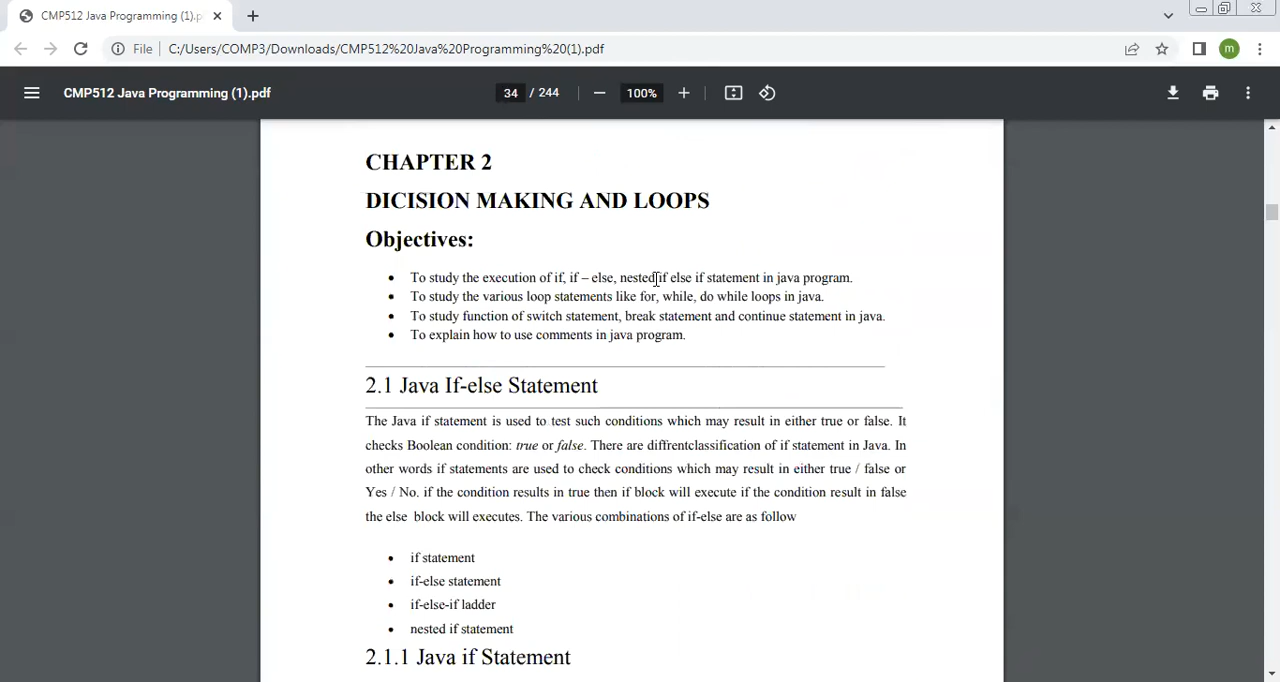 CMP512 Java Programming (1).p
File C:/Users/COMP3/Downloads/CMP512%20Java%20Programming%20(1).pdf
m
CMP512 Java Programming (1).pdf
34 / 244
100%
CHAPTER 2
DICISION MAKING AND LOOPS
Objectives:
• To study the execution of if, if – else, nested if else if statement in java program.
• To study the various loop statements like for, while, do while loops in java.
• To study function of switch statement, break statement and continue statement in java.
• To explain how to use comments in java program.
2.1 Java If-else Statement
The Java if statement is used to test such conditions which may result in either true or false. It
checks Boolean condition: true or false. There are diffrentclassification of if statement in Java. In
other words if statements are used to check conditions which may result in either true / false or
Yes / No. if the condition results in true then if block will execute if the condition result in false
the else block will executes. The various combinations of if-else are as follow
• if statement
• if-else statement
• if-else-if ladder
• nested if statement
2.1.1 Java if Statement